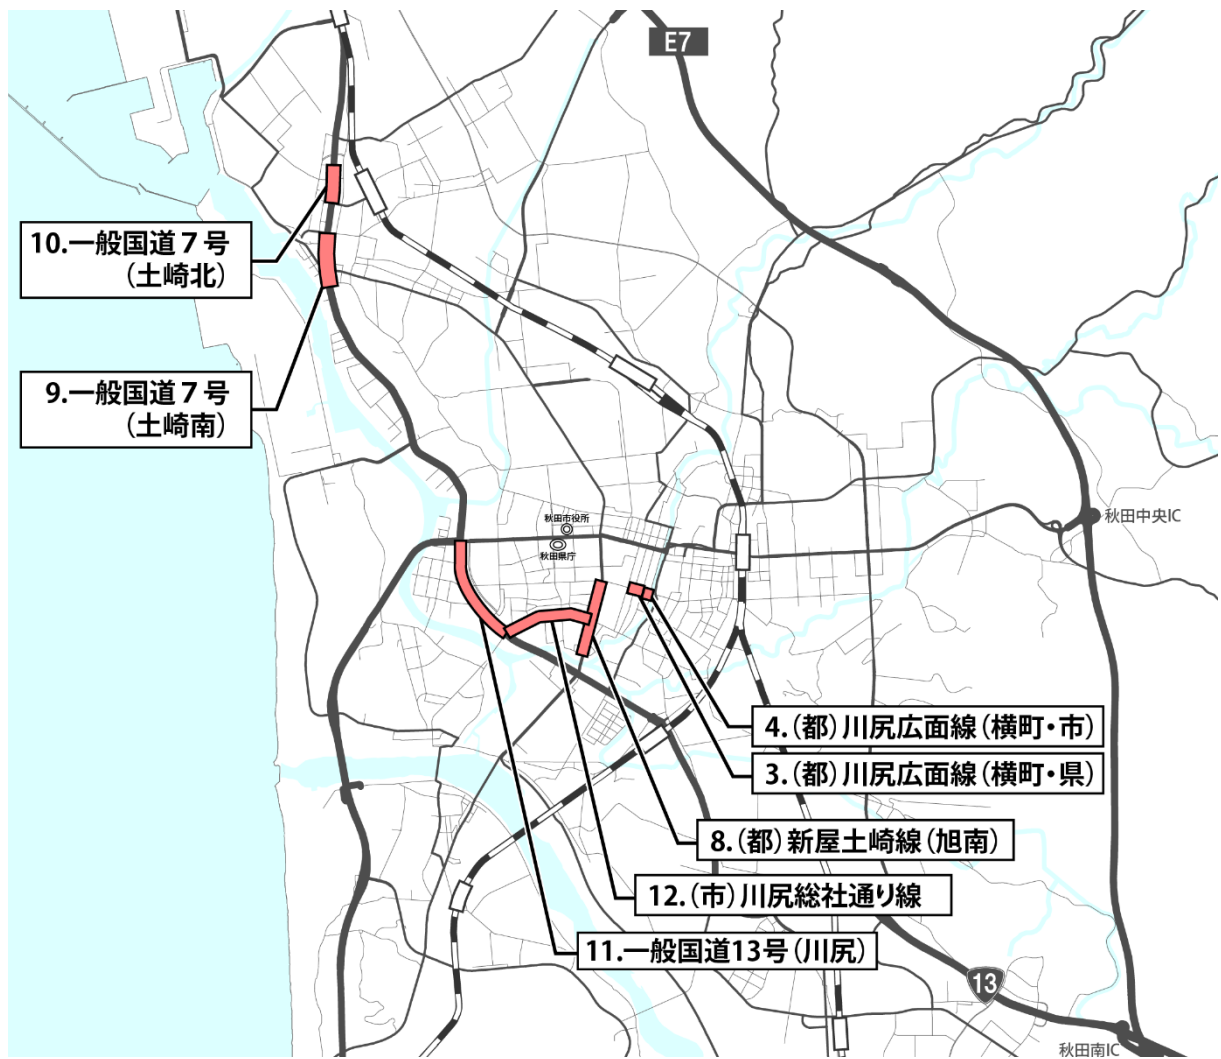 E7
10.一般国道７号
(土崎北)
9.一般国道７号
(土崎南)
秋田中央IC
秋田市役所
秋田県庁
4.(都)川尻広面線(横町・市)
3.(都)川尻広面線(横町・県)
8.(都)新屋土崎線(旭南)
12.(市)川尻総社通り線
11.一般国道13号(川尻)
13
秋田南IC